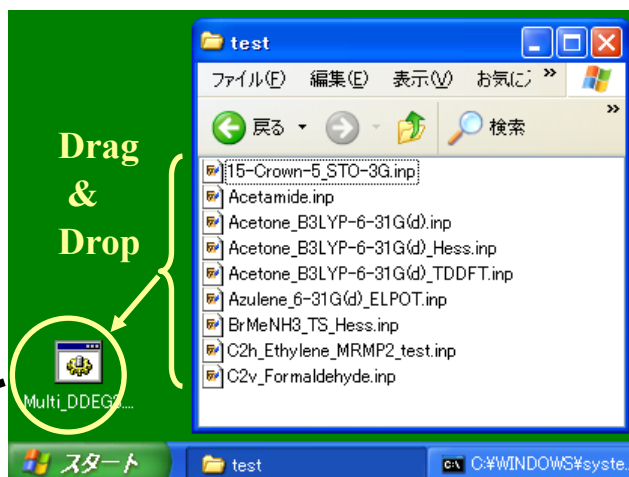 test
ファイル(F) 編集(E) 表示(V) お気に »
戻る 検索 »
Drag
&
Drop
15-Crown-5_STO-3G.inp
Acetamide.inp
Acetone_B3LYP-6-31G(d).inp
Acetone_B3LYP-6-31G(d)_Hess.inp
Acetone_B3LYP-6-31G(d)_TDDFT.inp
Azulene_6-31G(d)_ELPOT.inp
BrMeNH3_TS_Hess.inp
C2h_Ethylene_MRMP2_test.inp
C2v_Formaldehyde.inp
Multi_DDEGS....
スタート test C:¥WINDOWS¥syste...